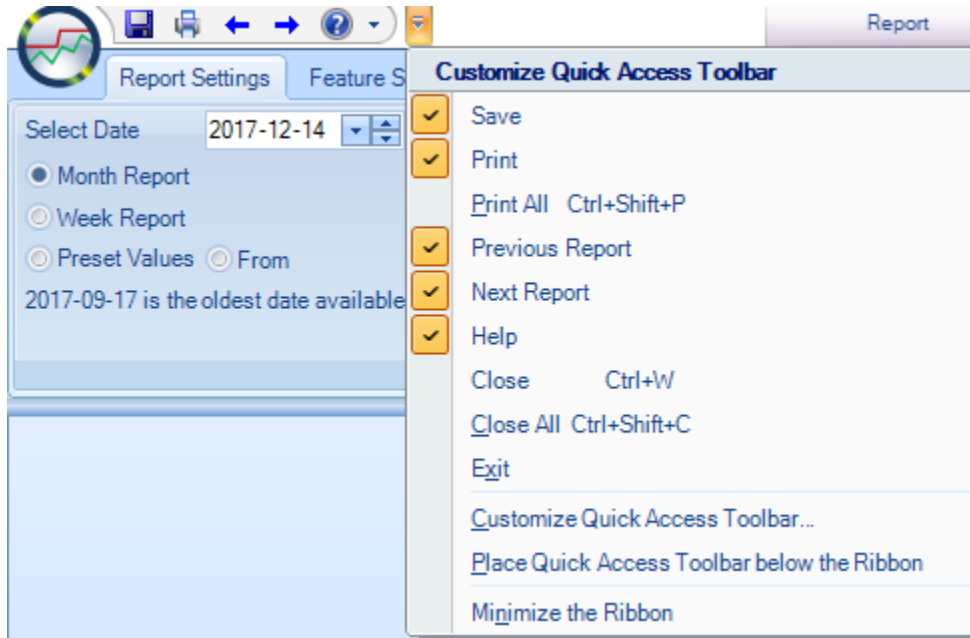 Report
Report Settings Feature S
Select Date 2017-12-14
Month Report
Week Report
Preset Values From
2017-09-17 is the oldest date available
Customize Quick Access Toolbar
Save
Print
Print All Ctrl+Shift+P
Previous Report
Next Report
Help
Close Ctrl+W
Close All Ctrl+Shift+C
Exit
Customize Quick Access Toolbar...
Place Quick Access Toolbar below the Ribbon
Minimize the Ribbon